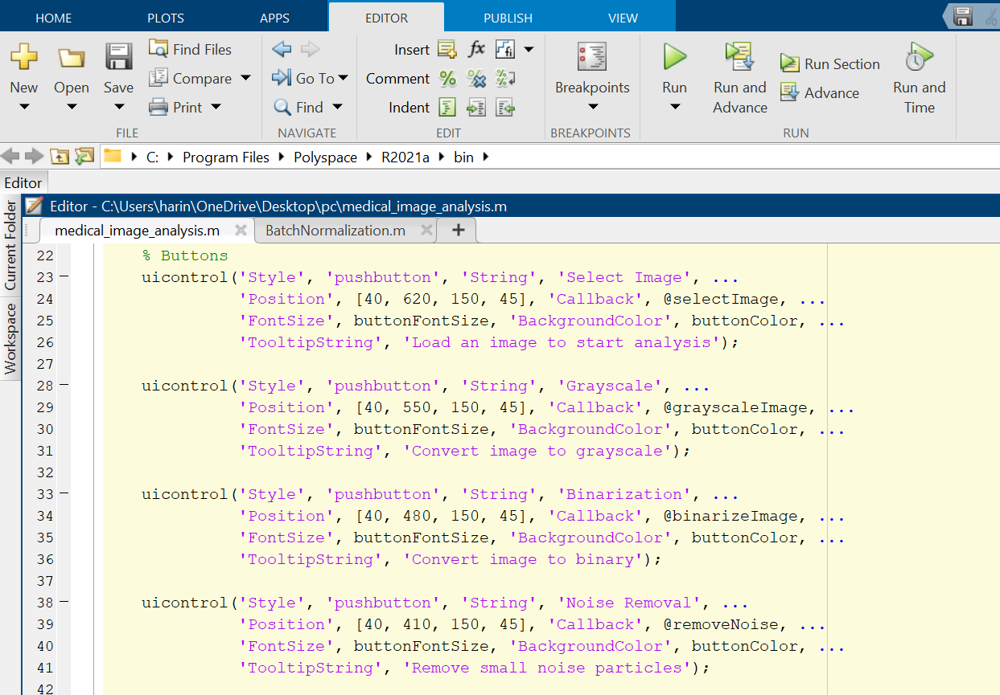 HOME PLOTS APPS EDITOR PUBLISH VIEW
New Open Save
Find Files
Compare
Print
FILE
Go To
Find
NAVIGATE
Insert fx fi
Comment % %
Indent
EDIT
Breakpoints
BREAKPOINTS
Run Run and Advance
Run Section
Advance
Run and Time
RUN
C: Program Files Polyspace R2021a bin
Editor
Current Folder
Workspace
Editor - C:\Users\harin\OneDrive\Desktop\pc\medical_image_analysis.m
medical_image_analysis.m BatchNormalization.m +
22 % Buttons
23 uicontrol('Style', 'pushbutton', 'String', 'Select Image', ...
24 'Position', [40, 620, 150, 45], 'Callback', @selectImage, ...
25 'FontSize', buttonFontSize, 'BackgroundColor', buttonColor, ...
26 'TooltipString', 'Load an image to start analysis');
27
28 uicontrol('Style', 'pushbutton', 'String', 'Grayscale', ...
29 'Position', [40, 550, 150, 45], 'Callback', @grayscaleImage, ...
30 'FontSize', buttonFontSize, 'BackgroundColor', buttonColor, ...
31 'TooltipString', 'Convert image to grayscale');
32
33 uicontrol('Style', 'pushbutton', 'String', 'Binarization', ...
34 'Position', [40, 480, 150, 45], 'Callback', @binarizeImage, ...
35 'FontSize', buttonFontSize, 'BackgroundColor', buttonColor, ...
36 'TooltipString', 'Convert image to binary');
37
38 uicontrol('Style', 'pushbutton', 'String', 'Noise Removal', ...
39 'Position', [40, 410, 150, 45], 'Callback', @removeNoise, ...
40 'FontSize', buttonFontSize, 'BackgroundColor', buttonColor, ...
41 'TooltipString', 'Remove small noise particles');
42